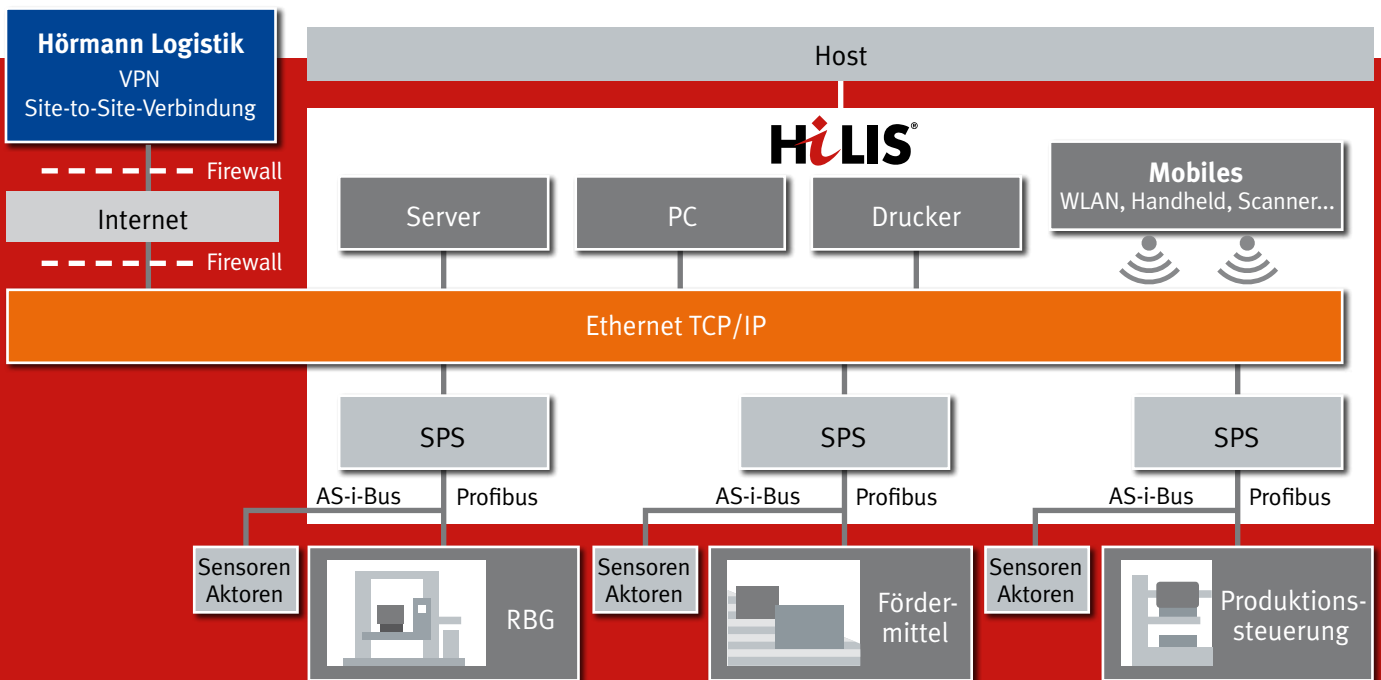 Hörmann Logistik
VPN
Site-to-Site-Verbindung
Host
HiLIS®
Firewall
Internet
Firewall
Server
PC
Drucker
Mobiles
WLAN, Handheld, Scanner...
Ethernet TCP/IP
SPS
SPS
SPS
AS-i-Bus
Profibus
AS-i-Bus
Profibus
AS-i-Bus
Profibus
Sensoren
Aktoren
RBG
Sensoren
Aktoren
Förder-
mittel
Sensoren
Aktoren
Produktions-
steuerung